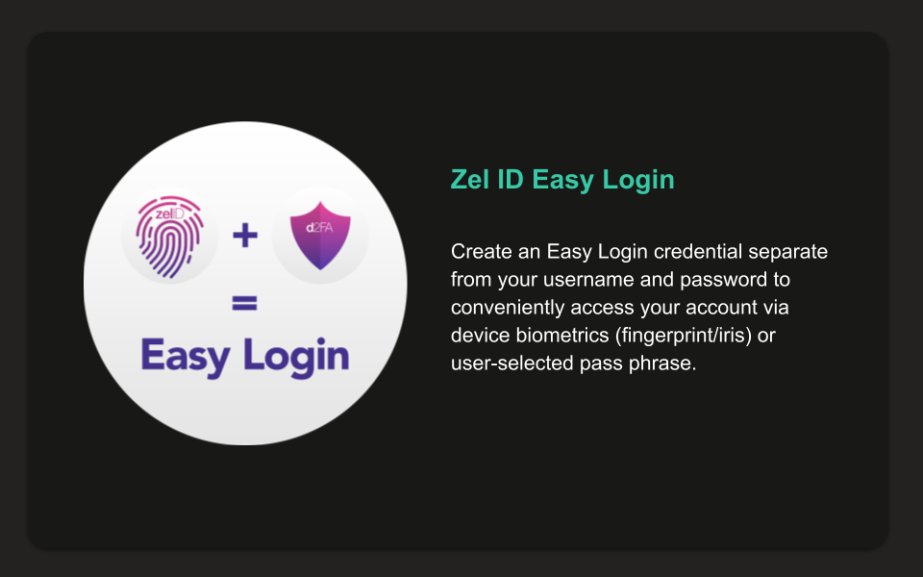 zelID
+
d2FA
=
Easy Login
Zel ID Easy Login
Create an Easy Login credential separate
from your username and password to
conveniently access your account via
device biometrics (fingerprint/iris) or
user-selected pass phrase.